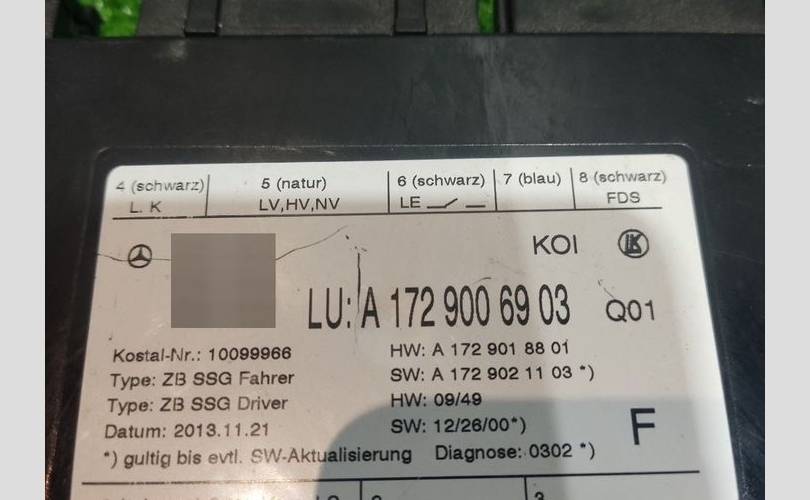 4 (schwarz) 5 (natur) 6 (schwarz) 7 (blau) 8 (schwarz)
L. K LV,HV,NV LE FDS
KOI
LU: A 172 900 69 03 Q01
Kostal-Nr.: 10099966 HW: A 172 901 88 01
Type: ZB SSG Fahrer SW: A 172 902 11 03 *)
Type: ZB SSG Driver HW: 09/49
Datum: 2013.11.21 SW: 12/26/00*) F
*) gultig bis evtl. SW-Aktualisierung Diagnose: 0302 *)